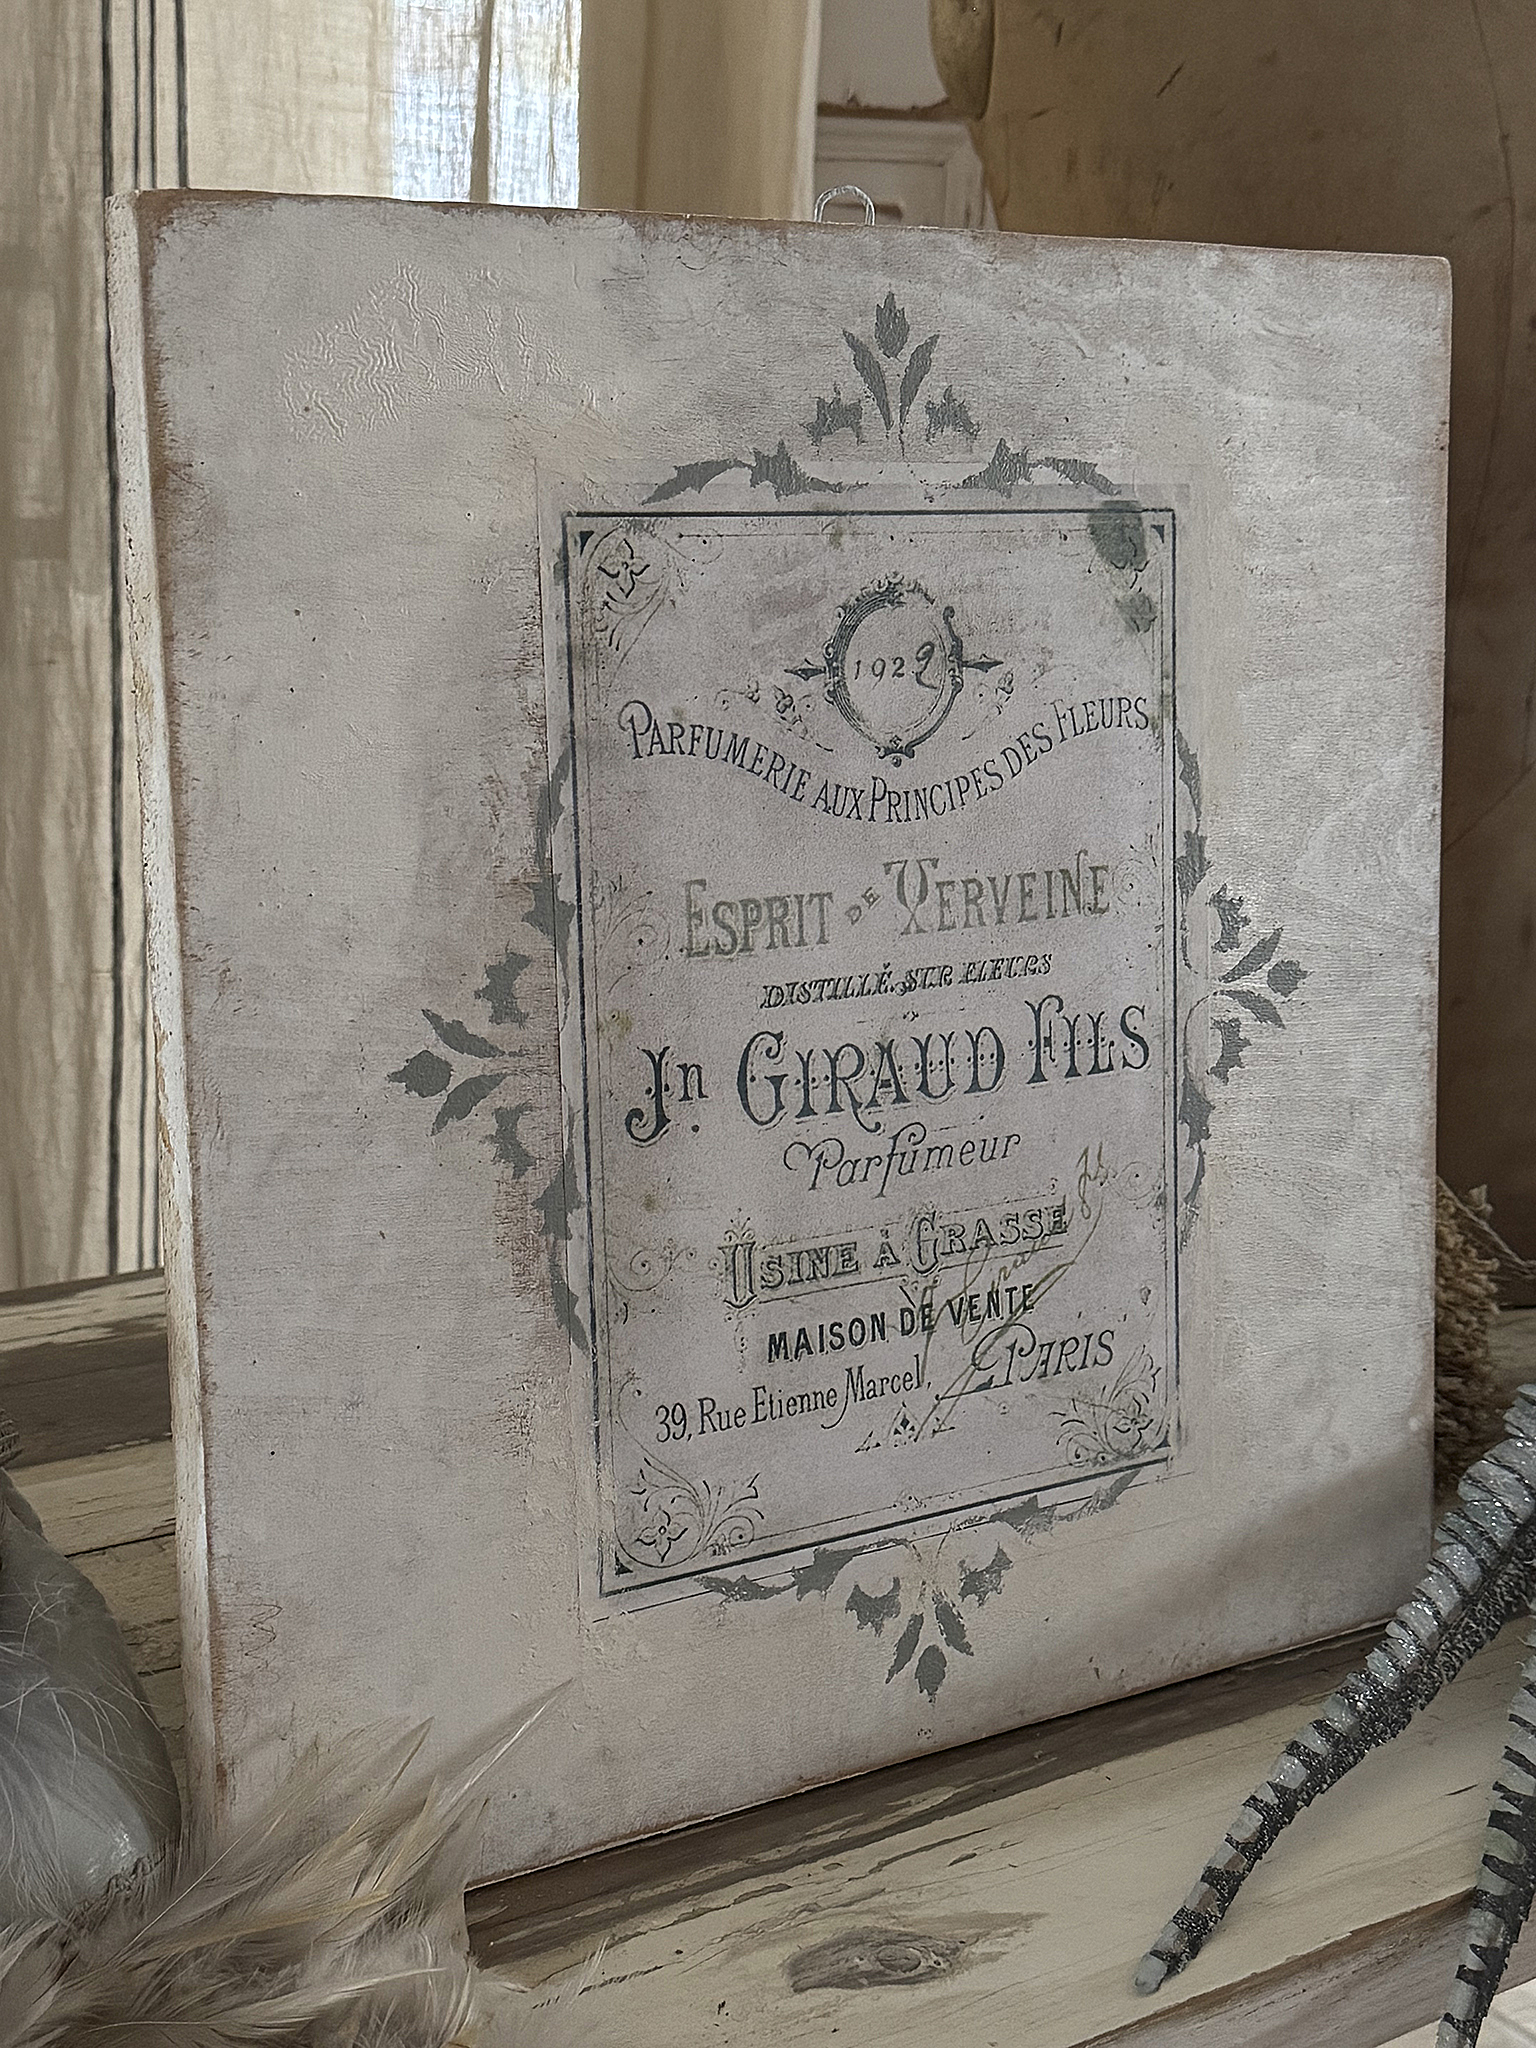 1929
PARFUMERIE AUX PRINCIPES DES FLEURS
ESPRIT DE VERVEINE
DISTILLÉ SUR FLEURS
Jn. GIRAUD FILS
Parfumeur
USINE À GRASSE
MAISON DE VENTE
39, Rue Etienne Marcel, PARIS